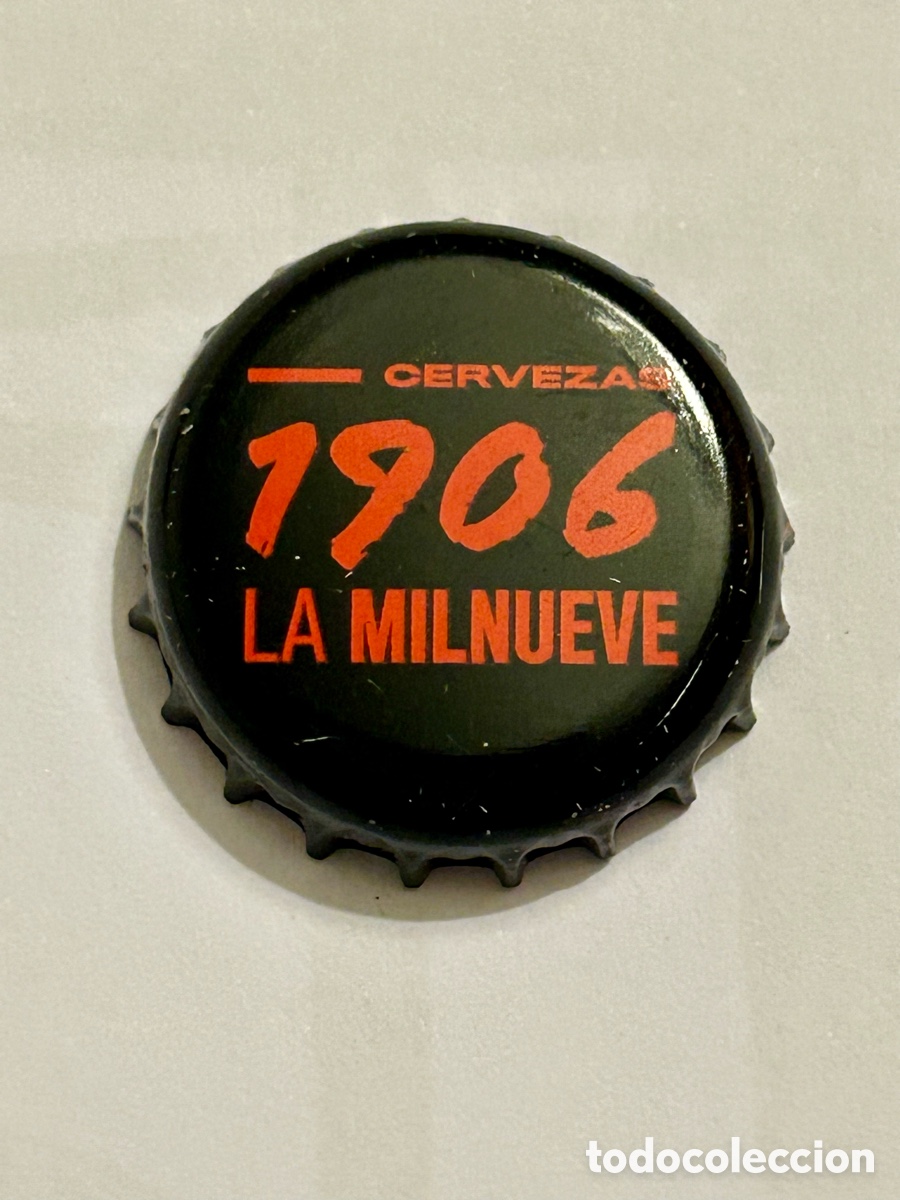 CERVEZAS
1906
LA MILNUEVE
todocoleccion